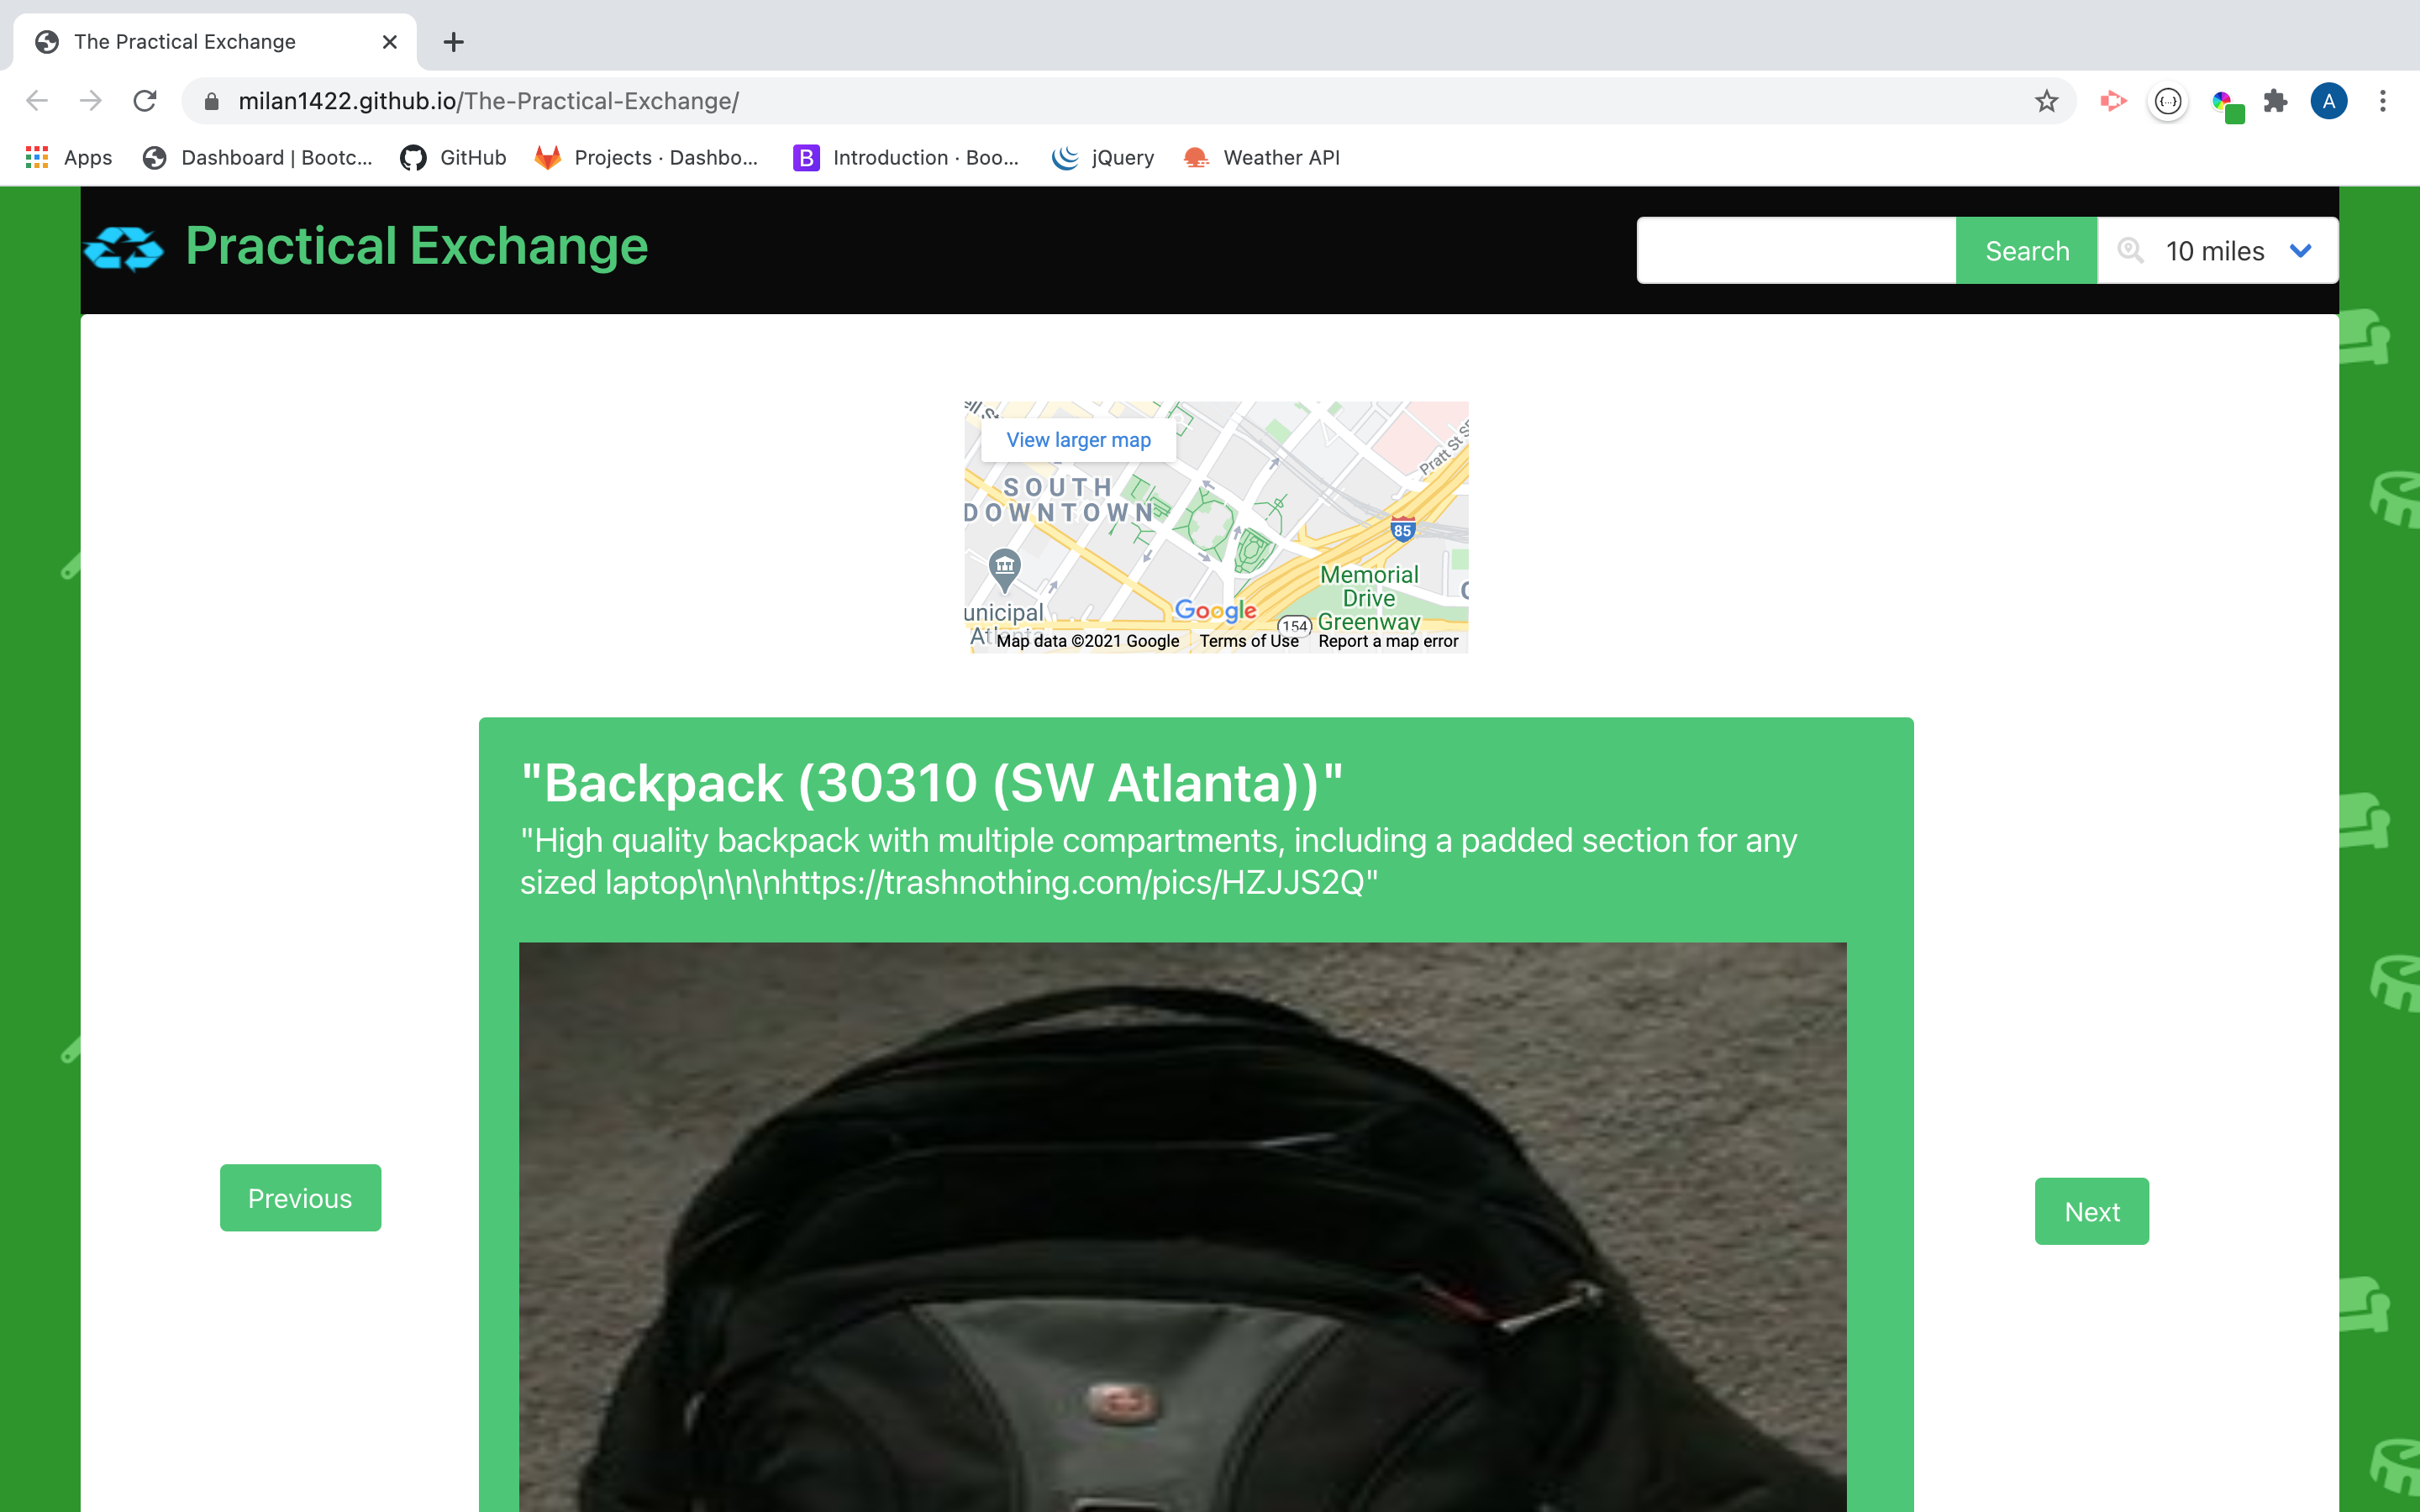 The Practical Exchange
milan1422.github.io/The-Practical-Exchange/
A
Apps
Dashboard | Bootc...
GitHub
Projects · Dashbo...
B
Introduction · Boo...
jQuery
Weather API
Practical Exchange
Search
10 miles
View larger map
Pratt St S
SOUTH
DOWNTOWN
85
Memorial
Drive
Greenway
unicipal
Google
154
Map data ©2021 Google
Terms of Use
Report a map error
"Backpack (30310 (SW Atlanta))"
"High quality backpack with multiple compartments, including a padded section for any
sized laptop\n\n\nhttps://trashnothing.com/pics/HZJJS2Q"
Previous
Next